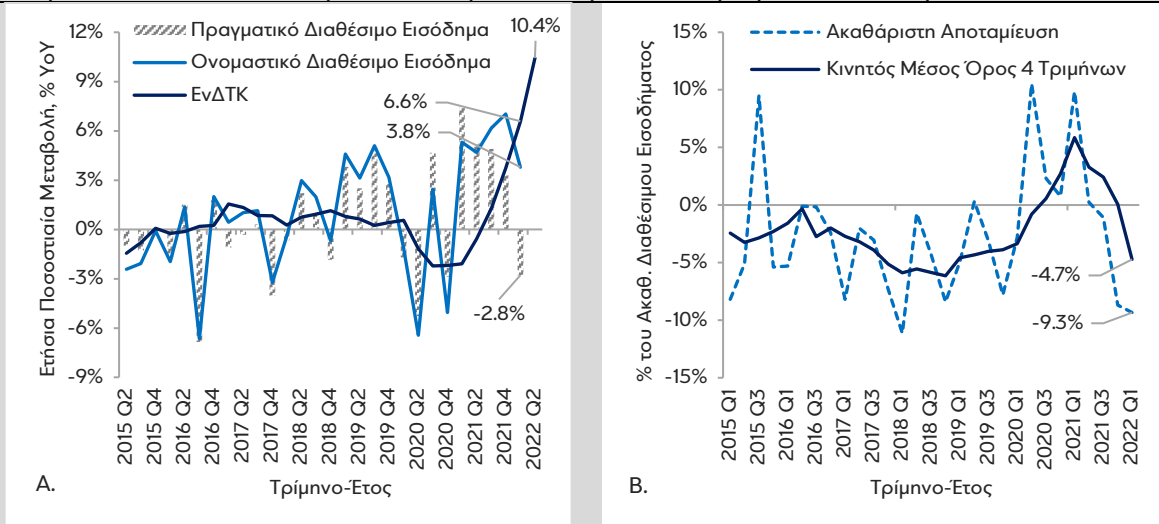 12%
9%
6%
3%
0%
-3%
-6%
-9%
Ετήσια Ποσοστιαία Μεταβολή, % YoY
Πραγματικό Διαθέσιμο Εισόδημα
Ονομαστικό Διαθέσιμο Εισόδημα
ΕνΔΤΚ
10.4%
6.6%
3.8%
-2.8%
2015 Q2
2015 Q4
2016 Q2
2016 Q4
2017 Q2
2017 Q4
2018 Q2
2018 Q4
2019 Q2
2019 Q4
2020 Q2
2020 Q4
2021 Q2
2021 Q4
2022 Q2
Τρίμηνο-Έτος
A.
15%
10%
5%
0%
-5%
-10%
-15%
% του Ακαθ. Διαθέσιμου Εισοδήματος
Ακαθάριστη Αποταμίευση
Κινητός Μέσος Όρος 4 Τριμήνων
-4.7%
-9.3%
2015 Q1
2015 Q3
2016 Q1
2016 Q3
2017 Q1
2017 Q3
2018 Q1
2018 Q3
2019 Q1
2019 Q3
2020 Q1
2020 Q3
2021 Q1
2021 Q3
2022 Q1
Τρίμηνο-Έτος
B.